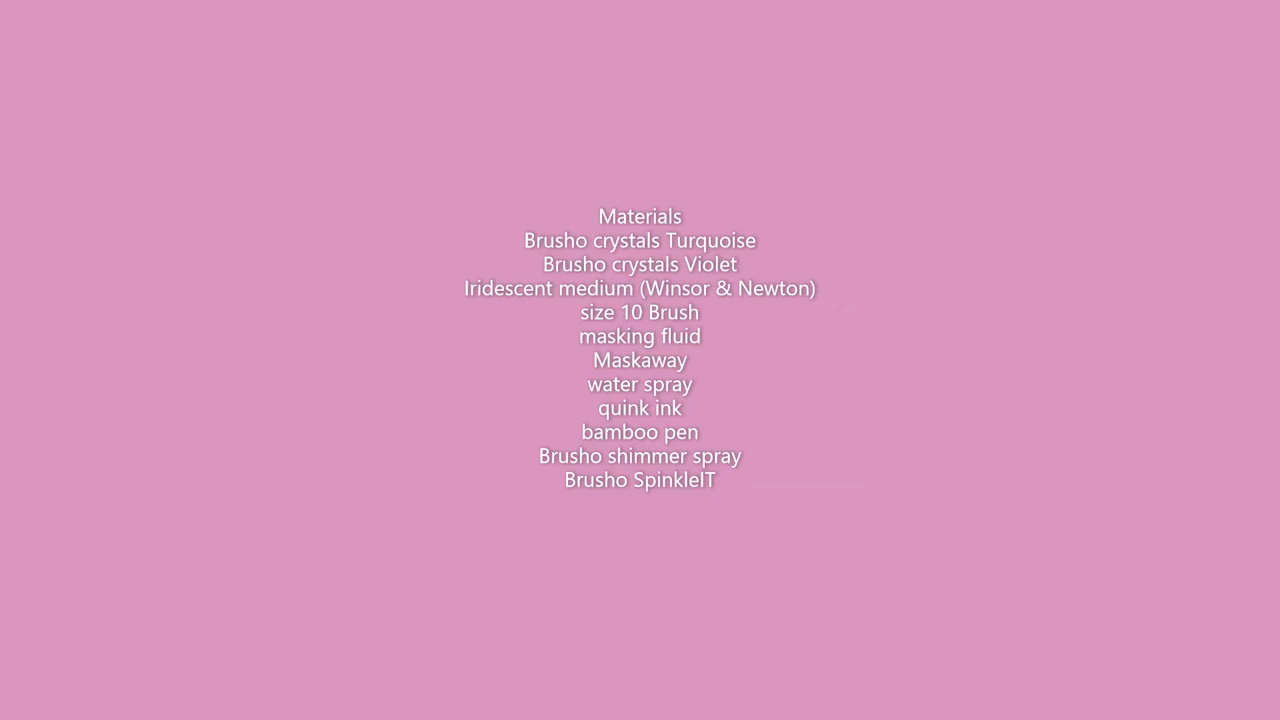 Materials
Brusho crystals Turquoise
Brusho crystals Violet
Iridescent medium (Winsor & Newton)
size 10 Brush
masking fluid
Maskaway
water spray
quink ink
bamboo pen
Brusho shimmer spray
Brusho SpinkleIT